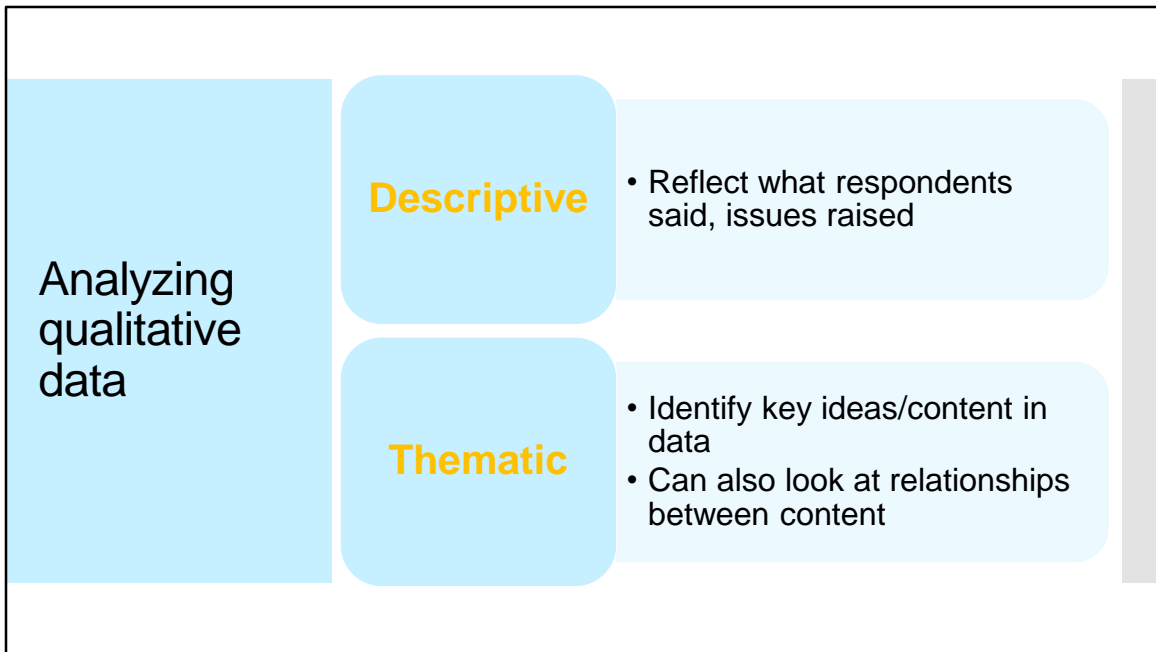 Analyzing
qualitative
data
Descriptive
• Reflect what respondents
said, issues raised
Thematic
• Identify key ideas/content in
data
• Can also look at relationships
between content